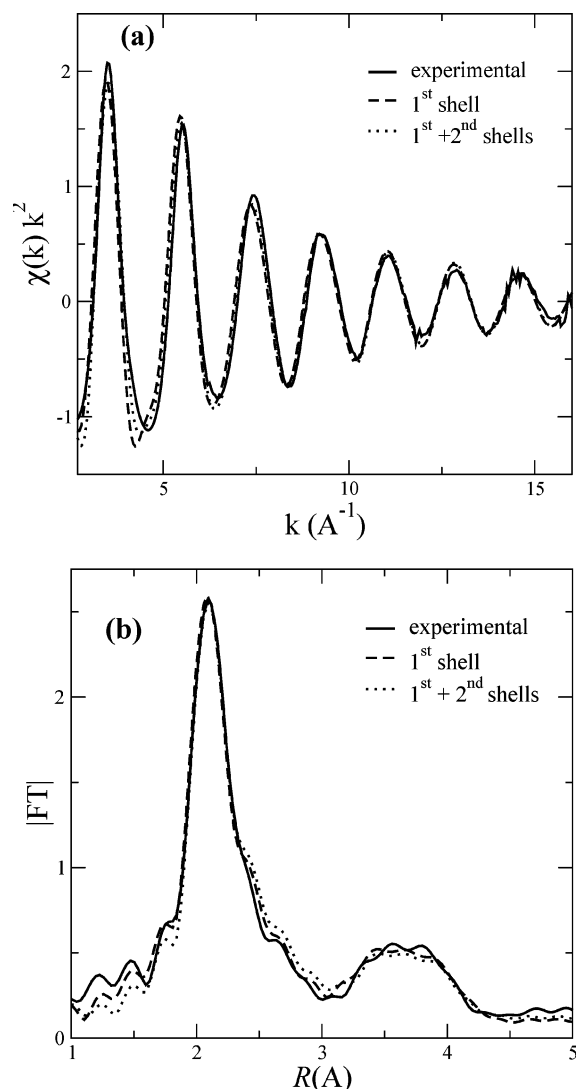 (a)
experimental
1st shell
1st +2nd shells
2
1
0
-1
χ(k) k2
5
10
15
k (A-1)
(b)
experimental
1st shell
1st + 2nd shells
2
1
0
|FT|
1
2
3
4
5
R(A)